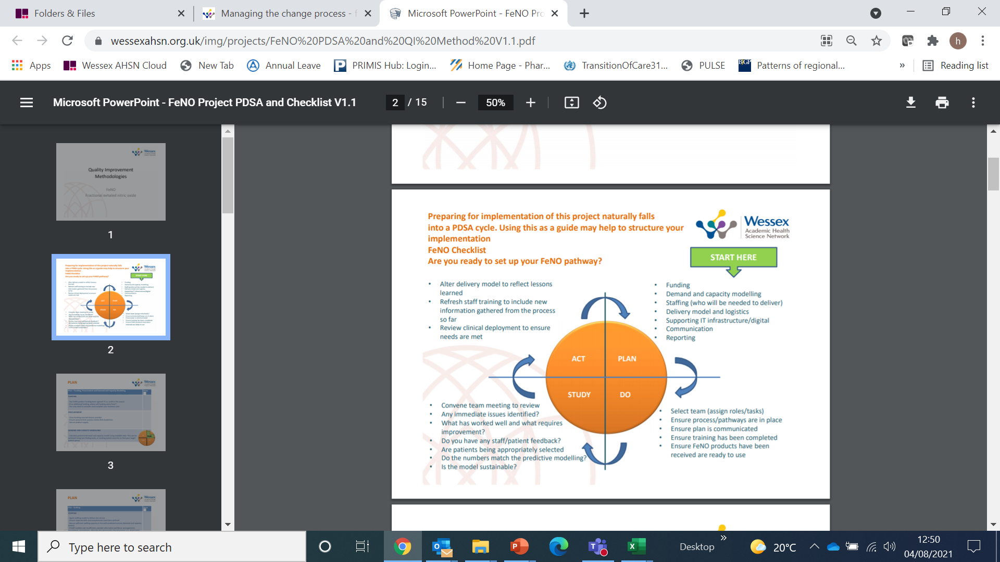 Folders & Files
Managing the change process - f
Microsoft PowerPoint - FeNO Pro
wessexahsn.org.uk/img/projects/FeNO%20PDSA%20and%20QI%20Method%20V1.1.pdf
h
Apps
Wessex AHSN Cloud
New Tab
Annual Leave
PRIMIS Hub: Login...
Home Page - Phar...
TransitionOfCare31...
PULSE
BJGP
Patterns of regional...
»
Reading list
Microsoft PowerPoint - FeNO Project PDSA and Checklist V1.1
2 / 15
50%
Wessex
Quality Improvement
Methodologies
FeNO
Fractional exhaled nitric oxide
1
2
PLAN
Wessex
3
PLAN
Wessex
Preparing for implementation of this project naturally falls
into a PDSA cycle. Using this as a guide may help to structure your
implementation
FeNO Checklist
Are you ready to set up your FeNO pathway?
Wessex
Academic Health
Science Network
START HERE
• Alter delivery model to reflect lessons
learned
• Refresh staff training to include new
information gathered from the process
so far
• Review clinical deployment to ensure
needs are met
• Funding
• Demand and capacity modelling
• Staffing (who will be needed to deliver)
• Delivery model and logistics
• Supporting IT infrastructure/digital
• Communication
• Reporting
ACT
PLAN
STUDY
DO
• Convene team meeting to review
• Any immediate issues identified?
• What has worked well and what requires
improvement?
• Do you have any staff/patient feedback?
• Are patients being appropriately selected
• Do the numbers match the predictive modelling?
• Is the model sustainable?
• Select team (assign roles/tasks)
• Ensure process/pathways are in place
• Ensure plan is communicated
• Ensure training has been completed
• Ensure FeNO products have been
received are ready to use
Type here to search
Desktop
»
20°C
12:50
04/08/2021